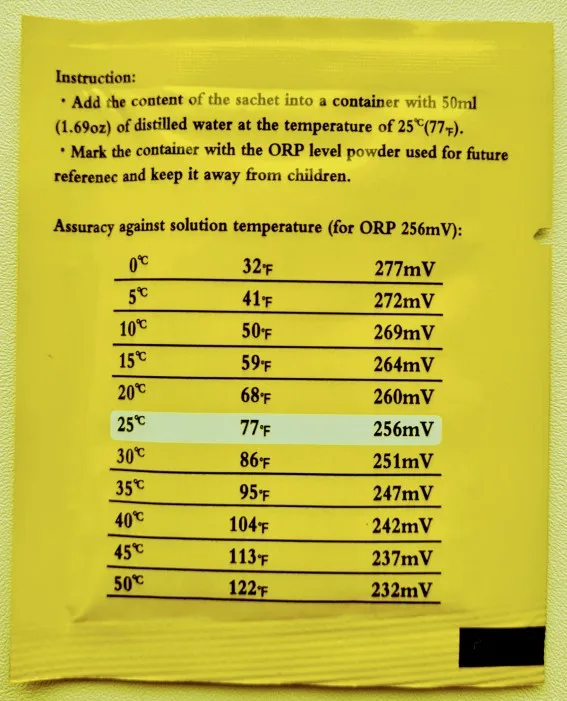 Instruction:
· Add the content of the sachet into a container with 50ml
(1.69oz) of distilled water at the temperature of 25℃(77℉).
· Mark the container with the ORP level powder used for future
referenec and keep it away from children.
Assuracy against solution temperature (for ORP 256mV):
0℃ 32℉ 277mV
5℃ 41℉ 272mV
10℃ 50℉ 269mV
15℃ 59℉ 264mV
20℃ 68℉ 260mV
25℃ 77℉ 256mV
30℃ 86℉ 251mV
35℃ 95℉ 247mV
40℃ 104℉ 242mV
45℃ 113℉ 237mV
50℃ 122℉ 232mV